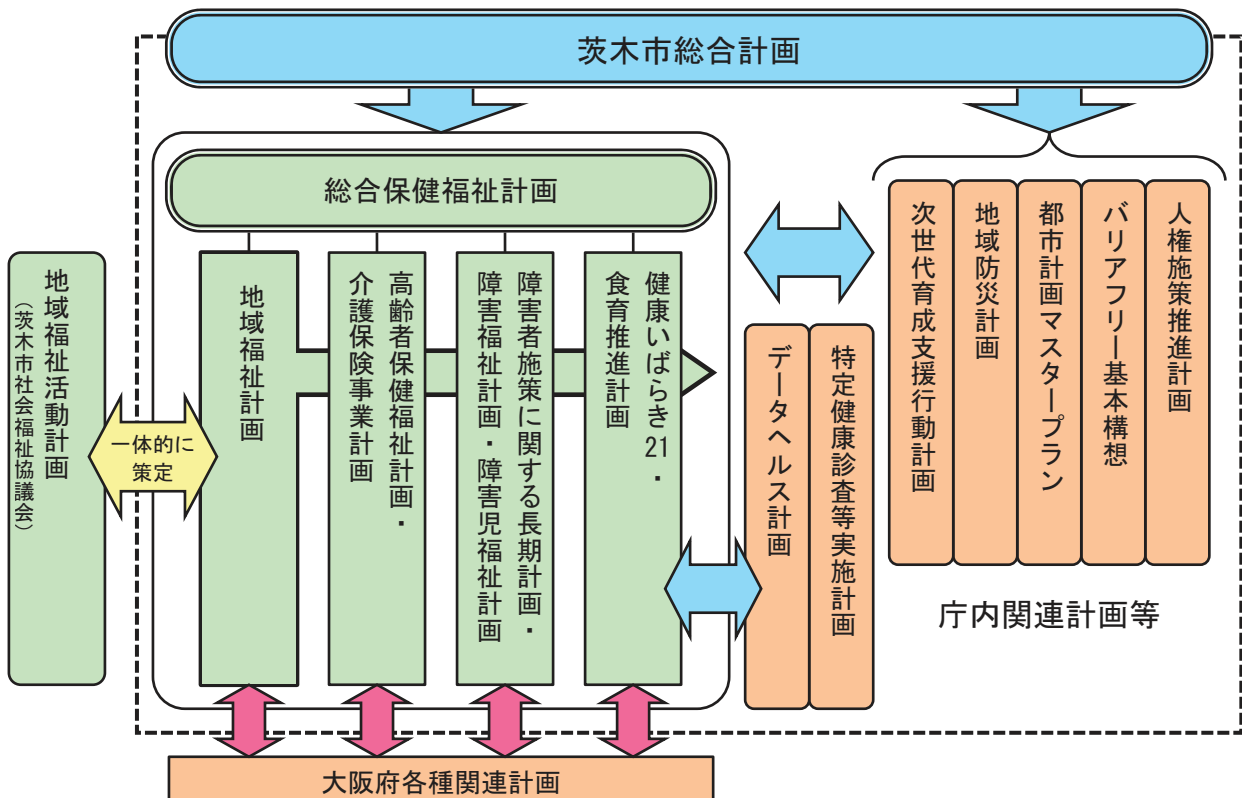 茨木市総合計画
総合保健福祉計画
地域福祉活動計画
（茨木市社会福祉協議会）
一体的に
策定
地域福祉計画
高齢者保健福祉計画・
介護保険事業計画
障害者施策に関する長期計画・
障害福祉計画・障害児福祉計画
健康いばらき21・
食育推進計画
データヘルス計画
特定健康診査等実施計画
次世代育成支援行動計画
地域防災計画
都市計画マスタープラン
バリアフリー基本構想
人権施策推進計画
庁内関連計画等
大阪府各種関連計画